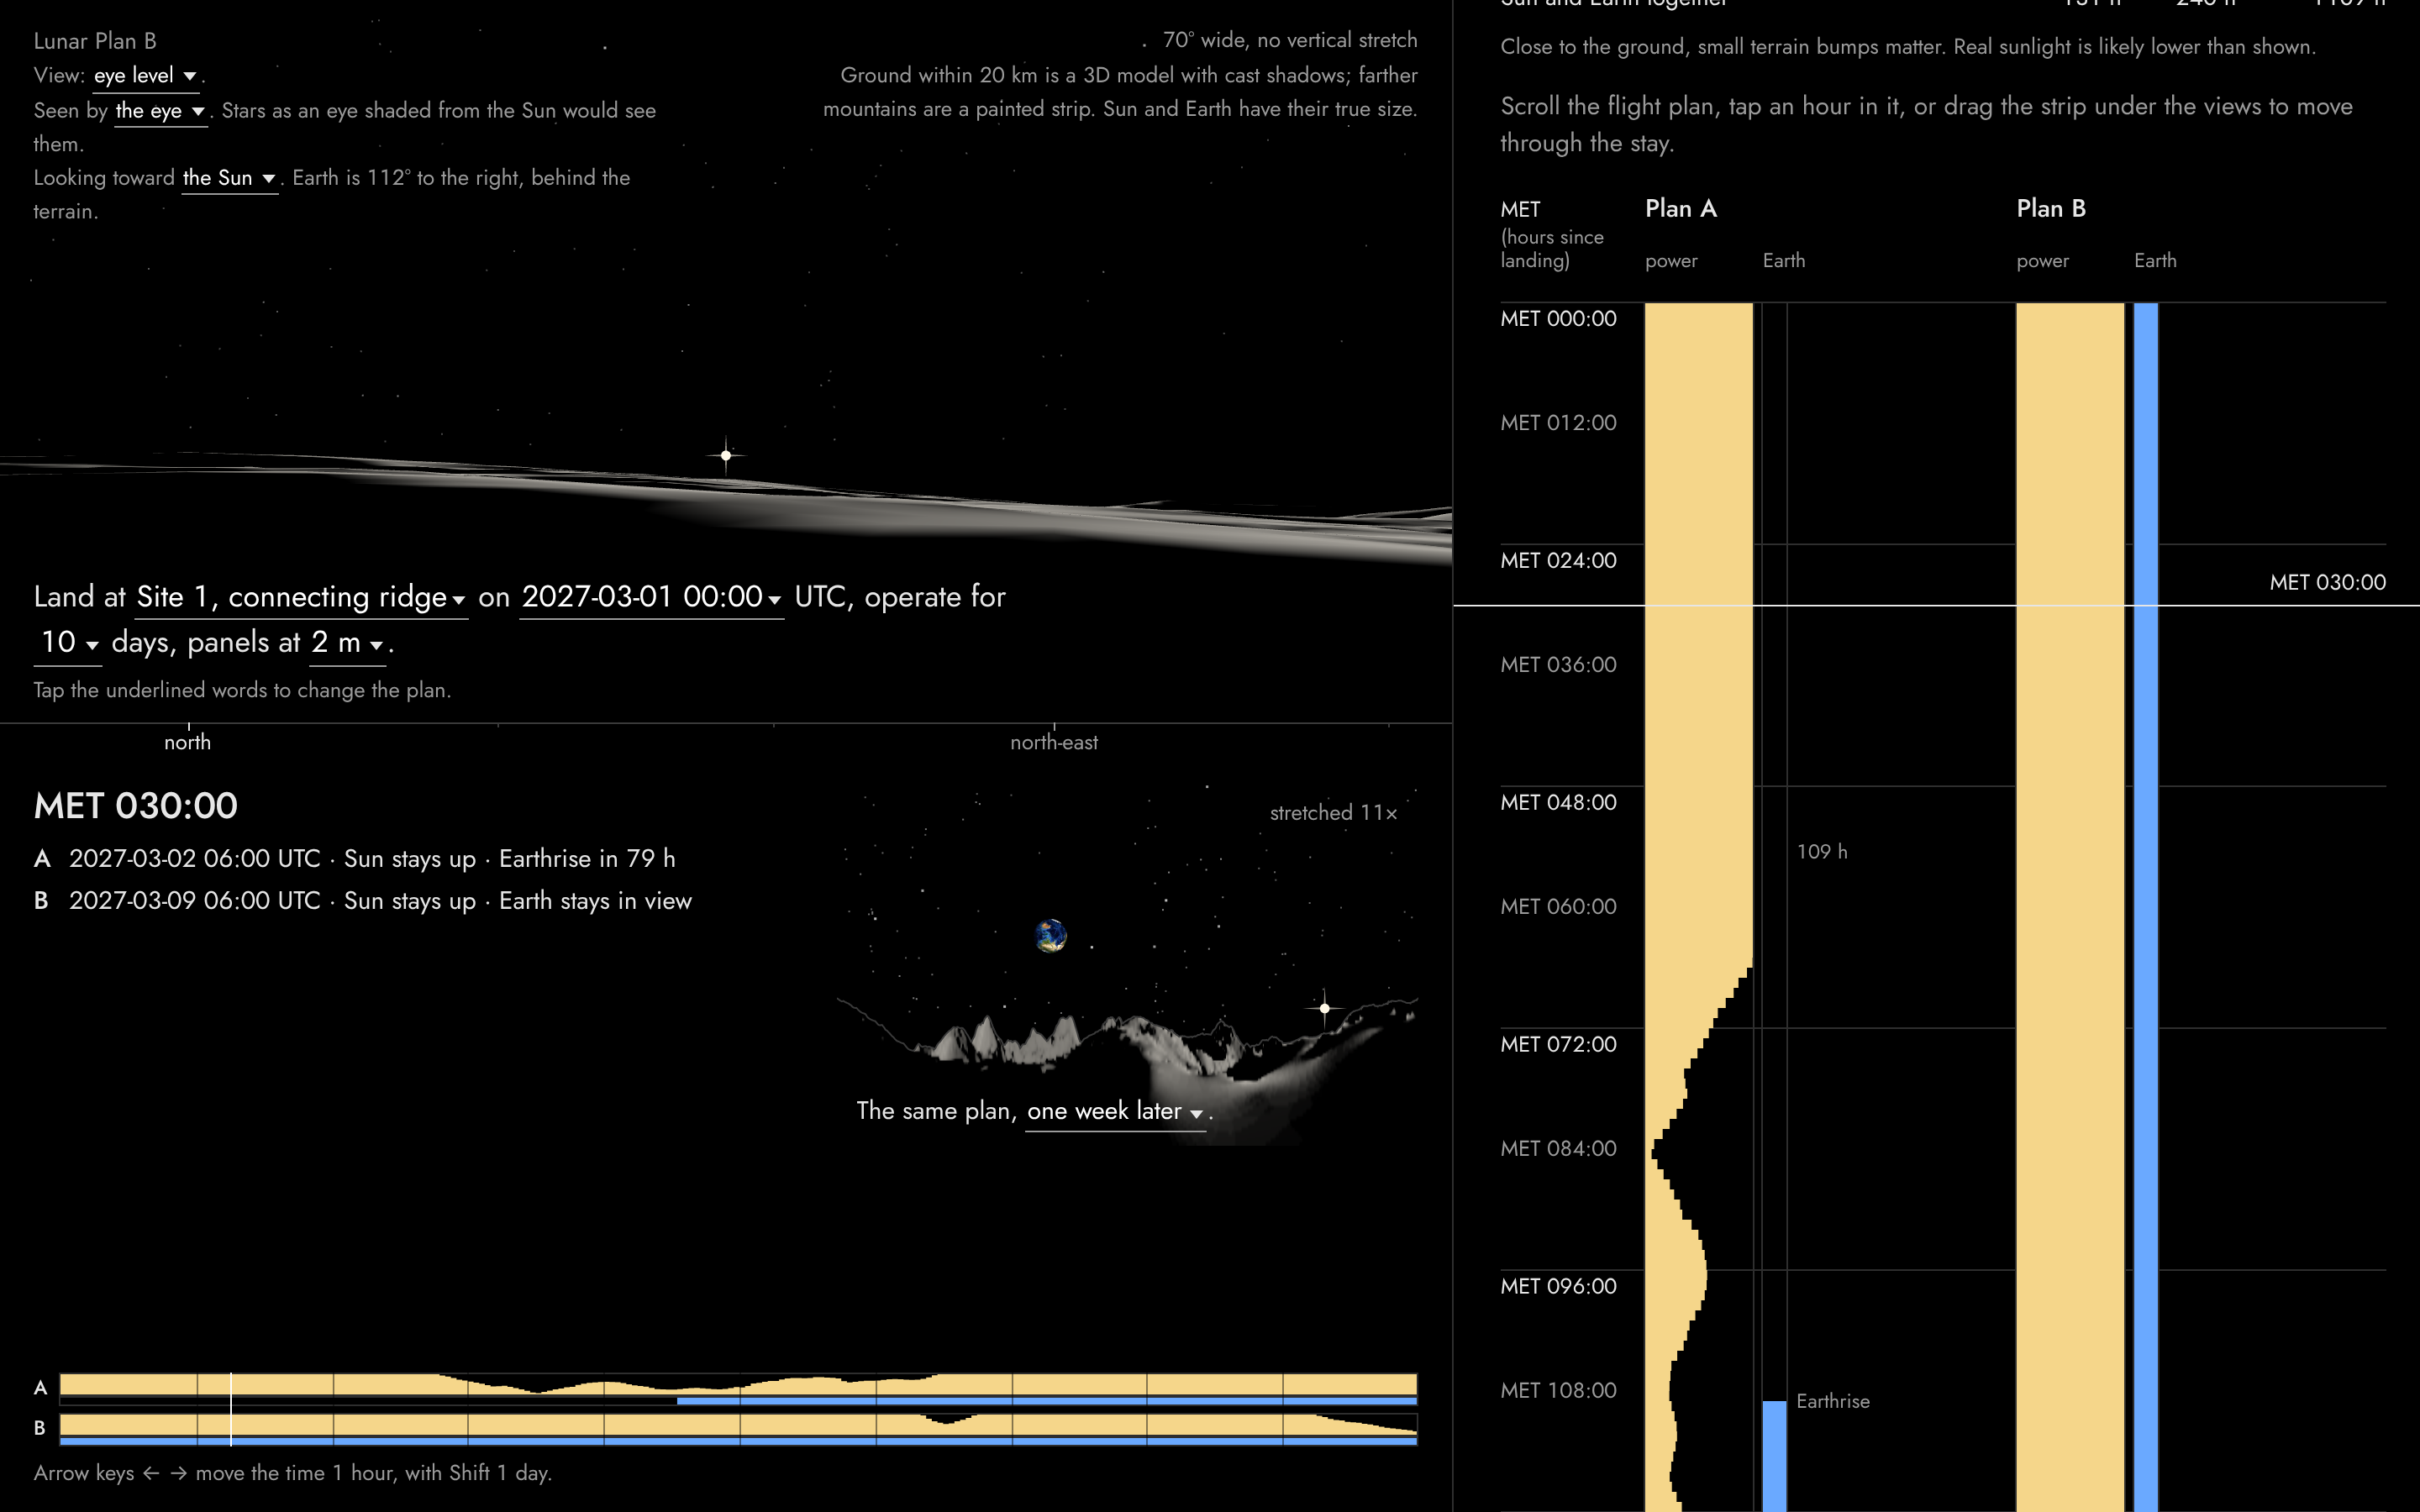 Lunar Plan B
View: eye level ▾.
Seen by the eye ▾. Stars as an eye shaded from the Sun would see
them.
Looking toward the Sun ▾. Earth is 112° to the right, behind the
terrain.
70° wide, no vertical stretch
Ground within 20 km is a 3D model with cast shadows; farther
mountains are a painted strip. Sun and Earth have their true size.
Land at Site 1, connecting ridge ▾ on 2027-03-01 00:00 ▾ UTC, operate for
10 ▾ days, panels at 2 m ▾.
Tap the underlined words to change the plan.
north
north-east
MET 030:00
A 2027-03-02 06:00 UTC · Sun stays up · Earthrise in 79 h
B 2027-03-09 06:00 UTC · Sun stays up · Earth stays in view
stretched 11×
The same plan, one week later ▾.
A
B
Arrow keys ← → move the time 1 hour, with Shift 1 day.
Sun and Earth together
Close to the ground, small terrain bumps matter. Real sunlight is likely lower than shown.
Scroll the flight plan, tap an hour in it, or drag the strip under the views to move
through the stay.
MET
(hours since
landing)
Plan A
power Earth
Plan B
power Earth
MET 000:00
MET 012:00
MET 024:00
MET 030:00
MET 036:00
MET 048:00
109 h
MET 060:00
MET 072:00
MET 084:00
MET 096:00
MET 108:00
Earthrise